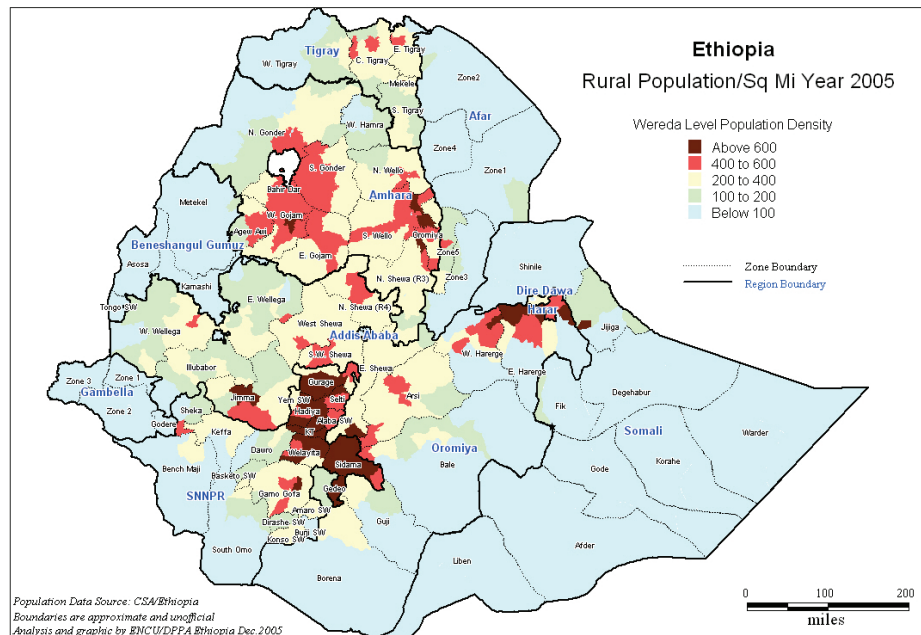 Ethiopia
Rural Population/Sq Mi Year 2005
Wereda Level Population Density
Above 600
400 to 600
200 to 400
100 to 200
Below 100
Zone Boundary
Region Boundary
Tigray
W. Tigray
C. Tigray
E. Tigray
Mekele
S. Tigray
Zone2
Afar
Zone4
Zone1
W. Hamra
N. Gonder
S. Gonder
N. Wello
Bahir Dar
Amhara
Metekel
W. Gojam
Agew Awi
S. Wello
Oromiya
Zone5
Beneshangul Gumuz
Asosa
E. Gojam
Zone3
Shinile
Kamashi
N. Shewa (R3)
Dire Dawa
Harar
Tongo SW
E. Wellega
N. Shewa (R4)
W. Wellega
West Shewa
Addis Ababa
Jijiga
S.W. Shewa
W. Harerge
E. Shewa
Illubabor
E. Harerge
Zone 3
Zone 1
Gambella
Zone 2
Gurage
Jimma
Yem SW
Selti
Arsi
Fik
Degehabur
Sheka
Hadiya
Godere
Alaba SW
Keffa
KT
Somali
Warder
Dauro
Welayita
Oromiya
Bale
Korahe
Bench Maji
Sidama
Gode
Basketo SW
SNNPR
Gamo Gofa
Gedeo
Amaro SW
Guji
Dirashe SW
Burji SW
Konso SW
Afder
South Omo
Liben
Borena
Population Data Source: CSA/Ethiopia
Boundaries are approximate and unofficial
Analysis and graphic by ENCU/DPPA Ethiopia Dec.2005
0 100 200
miles